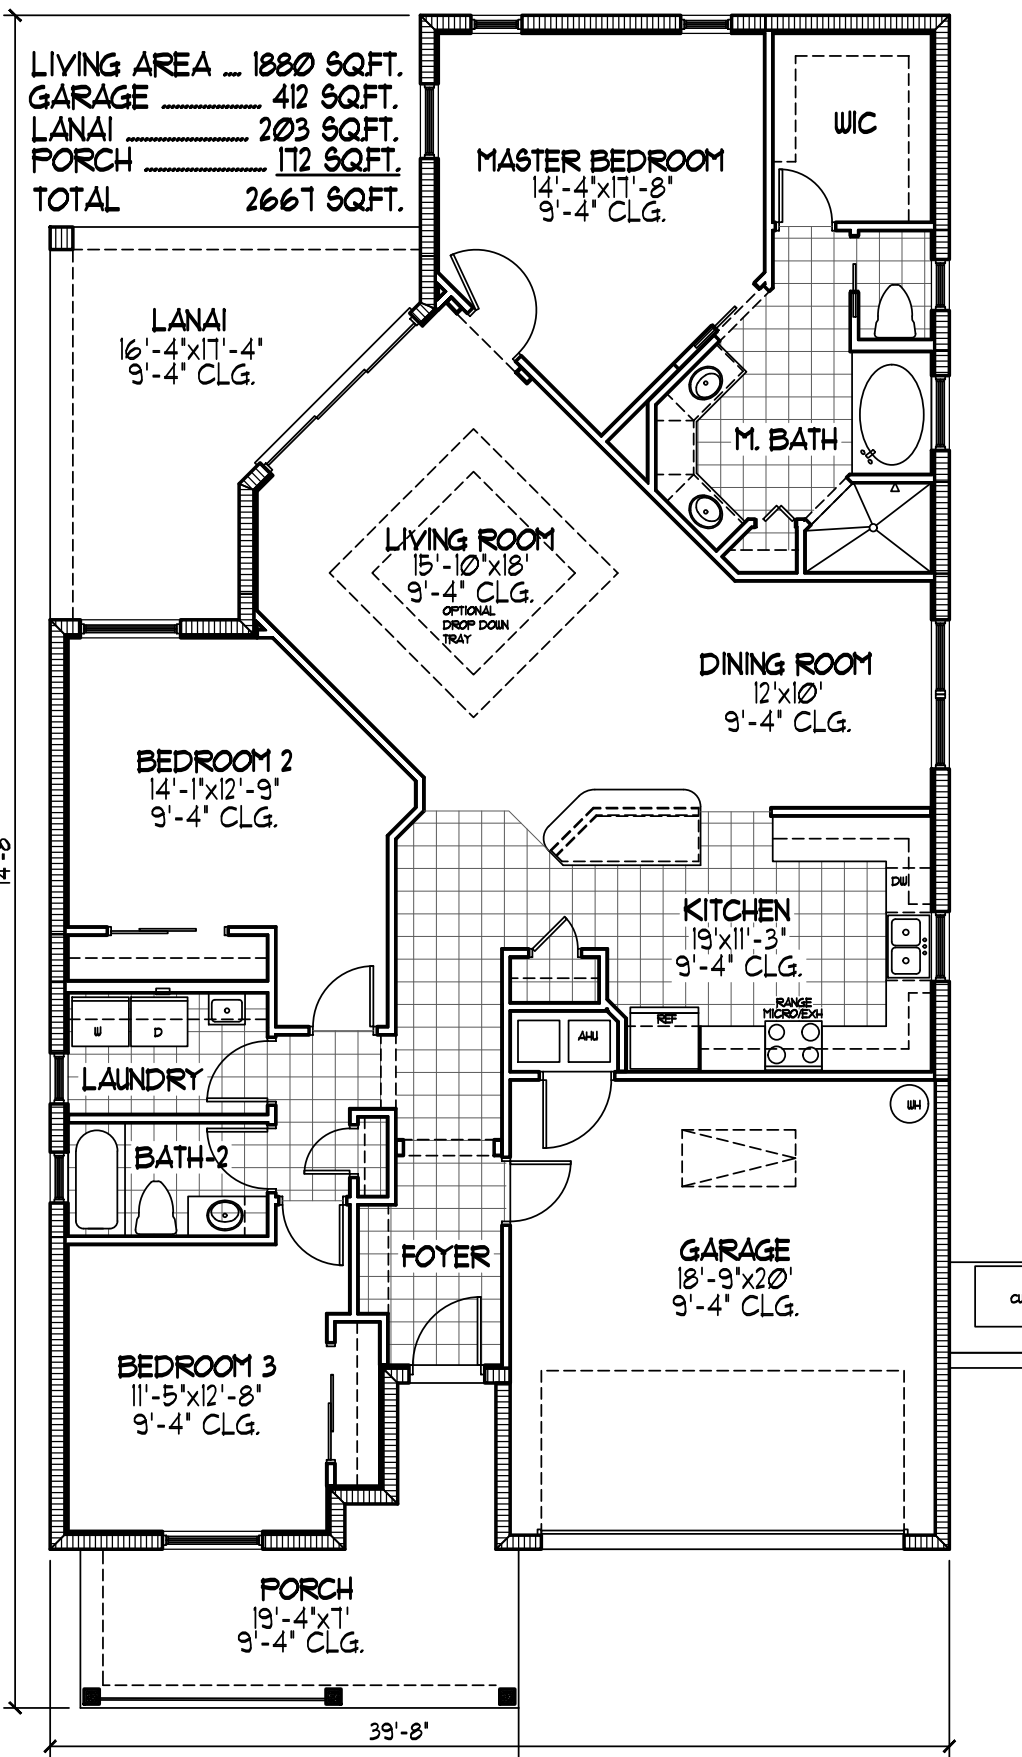 LIVING AREA .... 1880 SQ.FT.
GARAGE .................... 412 SQ.FT.
LANAI ......................... 203 SQ.FT.
PORCH ......................... 172 SQ.FT.
TOTAL 2667 SQ.FT.
WIC
MASTER BEDROOM
14'-4"x17'-8"
9'-4" CLG.
LANAI
16'-4"x17'-4"
9'-4" CLG.
M. BATH
LIVING ROOM
15'-10"x18'
9'-4" CLG.
OPTIONAL
DROP DOWN
TRAY
DINING ROOM
12'x10'
9'-4" CLG.
BEDROOM 2
14'-1"x12'-9"
9'-4" CLG.
DW
KITCHEN
19'x11'-3"
9'-4" CLG.
RANGE
MICRO/EXH
REF
AHU
W
D
LAUNDRY
WH
BATH-2
FOYER
GARAGE
18'-9"x20'
9'-4" CLG.
BEDROOM 3
11'-5"x12'-8"
9'-4" CLG.
PORCH
19'-4"x7'
9'-4" CLG.
39'-8"